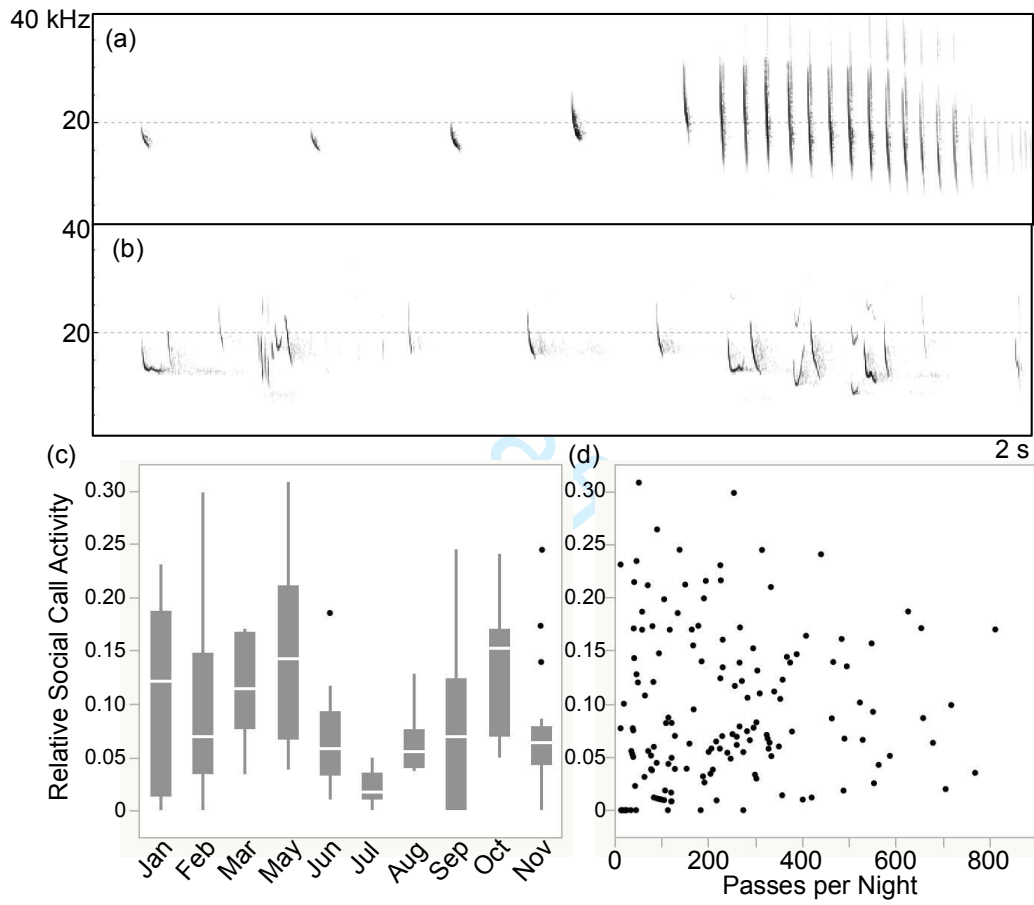 40 kHz
(a)
20
40
(b)
20
2 s
(c)
(d)
Relative Social Call Activity
0.30
0.25
0.20
0.15
0.10
0.05
0
Jan
Feb
Mar
May
Jun
Jul
Aug
Sep
Oct
Nov
0.30
0.25
0.20
0.15
0.10
0.05
0
0 200 400 600 800
Passes per Night